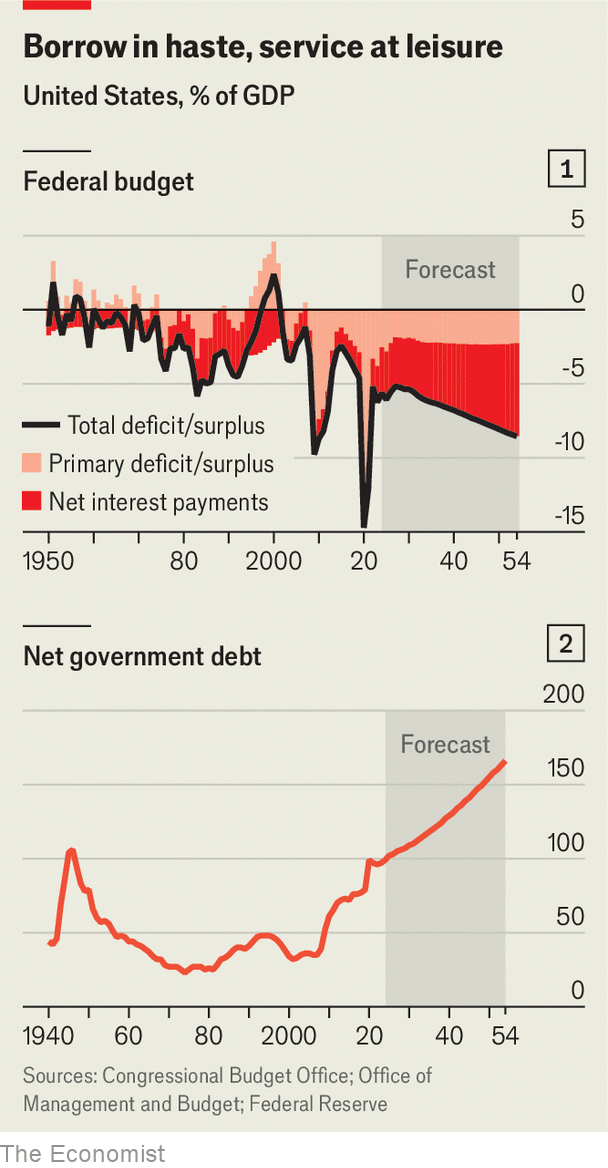 Borrow in haste, service at leisure
United States, % of GDP
1
Federal budget
5
Forecast
0
-5
Total deficit/surplus
Primary deficit/surplus
-10
Net interest payments
-15
1950 80 2000 20 40 54
2
Net government debt
200
Forecast
150
100
50
0
1940 60 80 2000 20 40 54
Sources: Congressional Budget Office; Office of
Management and Budget; Federal Reserve
The Economist